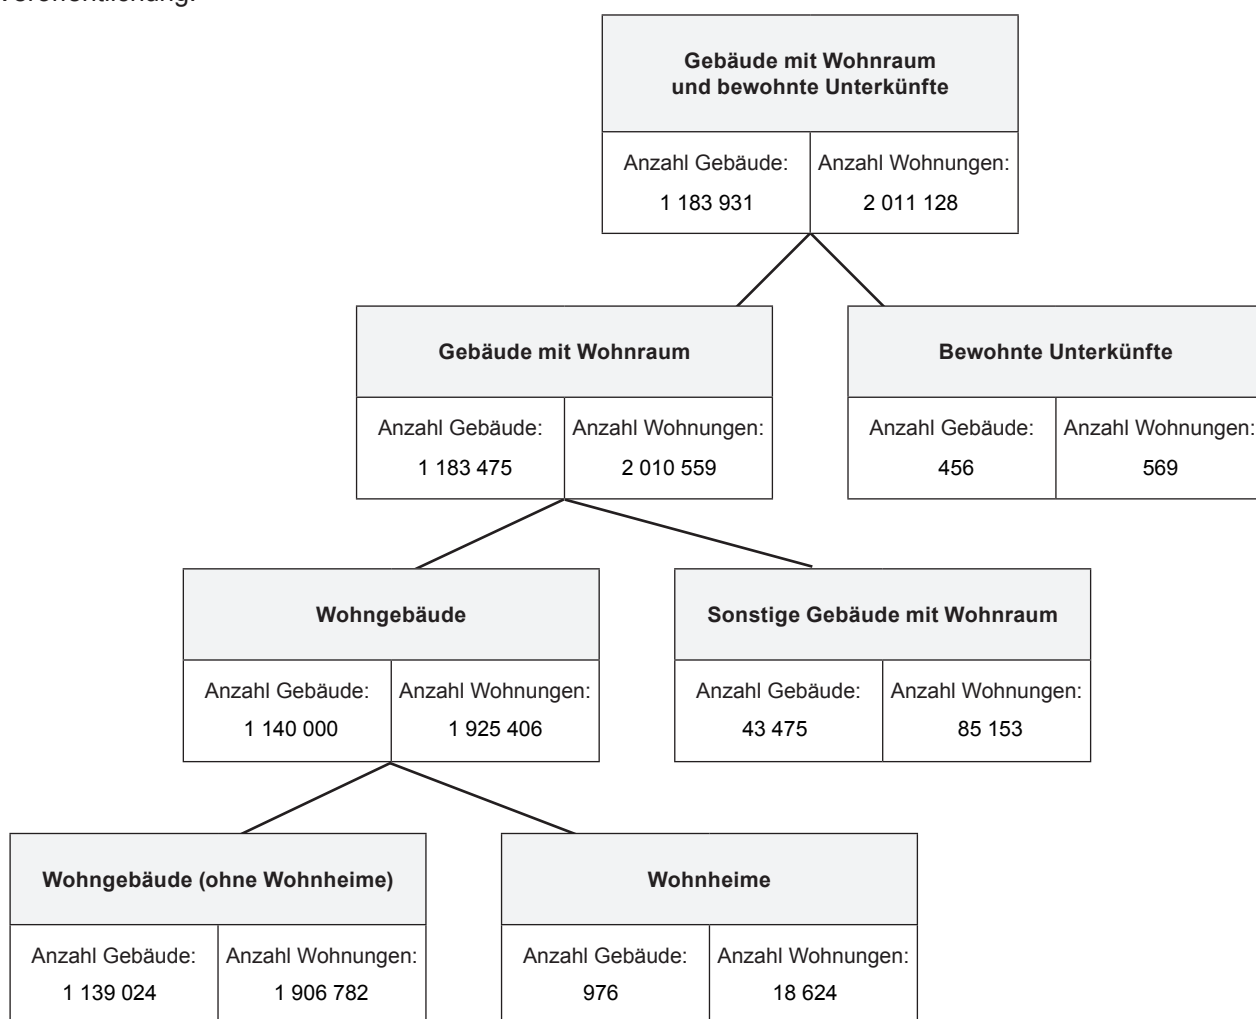 Veröffentlichung.
Gebäude mit Wohnraum
und bewohnte Unterkünfte
Anzahl Gebäude: Anzahl Wohnungen:
1 183 931 2 011 128
Gebäude mit Wohnraum Bewohnte Unterkünfte
Anzahl Gebäude: Anzahl Wohnungen: Anzahl Gebäude: Anzahl Wohnungen:
1 183 475 2 010 559 456 569
Wohngebäude Sonstige Gebäude mit Wohnraum
Anzahl Gebäude: Anzahl Wohnungen: Anzahl Gebäude: Anzahl Wohnungen:
1 140 000 1 925 406 43 475 85 153
Wohngebäude (ohne Wohnheime) Wohnheime
Anzahl Gebäude: Anzahl Wohnungen: Anzahl Gebäude: Anzahl Wohnungen:
1 139 024 1 906 782 976 18 624